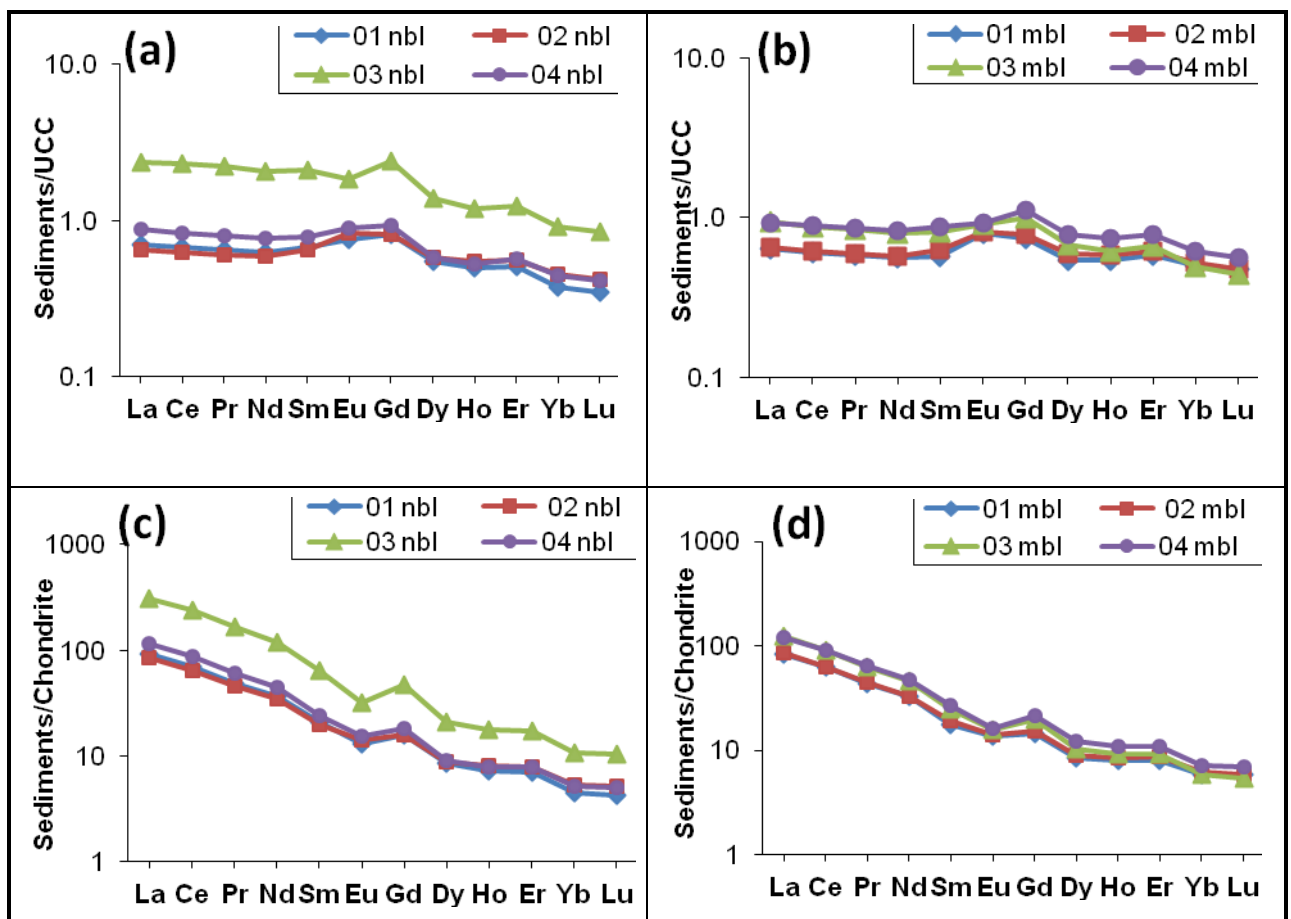 (a)
01 nbl 02 nbl
03 nbl 04 nbl
10.0
1.0
0.1
Sediments/UCC
La Ce Pr Nd Sm Eu Gd Dy Ho Er Yb Lu
(b)
01 mbl 02 mbl
03 mbl 04 mbl
10.0
1.0
0.1
Sediments/UCC
La Ce Pr Nd Sm Eu Gd Dy Ho Er Yb Lu
(c)
01 nbl 02 nbl
03 nbl 04 nbl
1000
100
10
1
Sediments/Chondrite
La Ce Pr Nd Sm Eu Gd Dy Ho Er Yb Lu
(d)
01 mbl 02 mbl
03 mbl 04 mbl
1000
100
10
1
Sediments/Chondrite
La Ce Pr Nd Sm Eu Gd Dy Ho Er Yb Lu